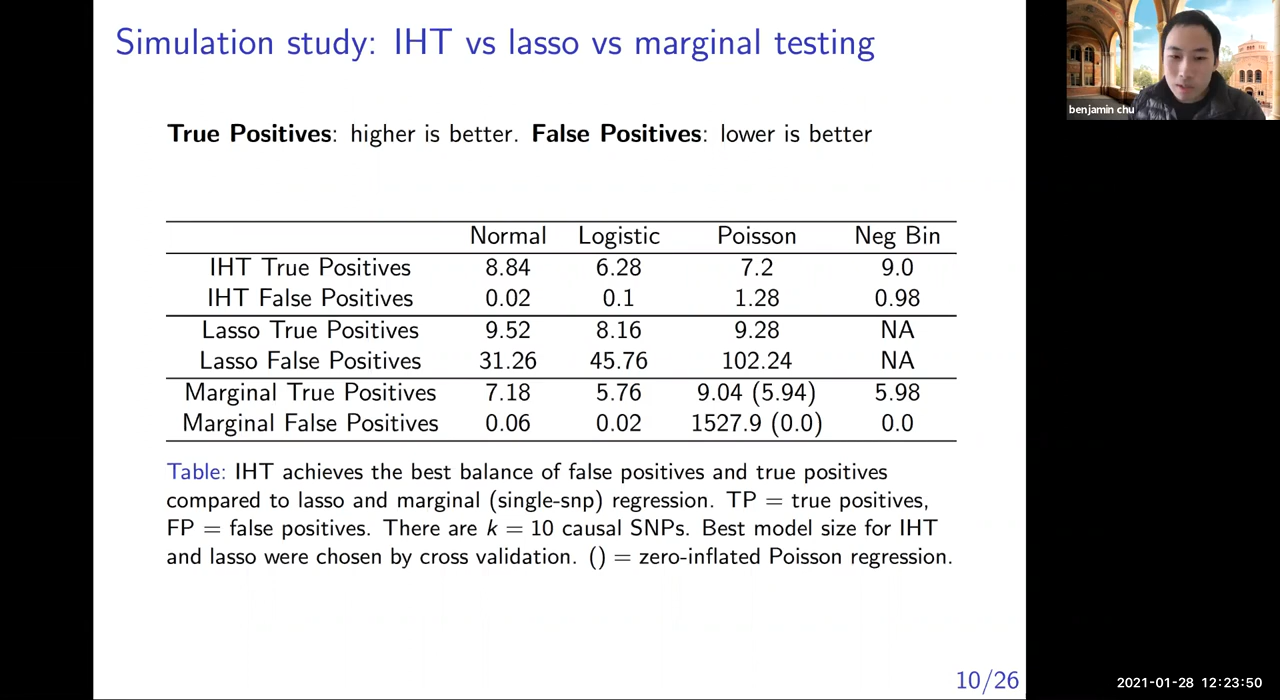 Simulation study: IHT vs lasso vs marginal testing
benjamin chu
True Positives: higher is better. False Positives: lower is better
Normal Logistic Poisson Neg Bin
IHT True Positives 8.84 6.28 7.2 9.0
IHT False Positives 0.02 0.1 1.28 0.98
Lasso True Positives 9.52 8.16 9.28 NA
Lasso False Positives 31.26 45.76 102.24 NA
Marginal True Positives 7.18 5.76 9.04 (5.94) 5.98
Marginal False Positives 0.06 0.02 1527.9 (0.0) 0.0
Table: IHT achieves the best balance of false positives and true positives
compared to lasso and marginal (single-snp) regression. TP = true positives,
FP = false positives. There are k = 10 causal SNPs. Best model size for IHT
and lasso were chosen by cross validation. () = zero-inflated Poisson regression.
10/26
2021-01-28 12:23:50